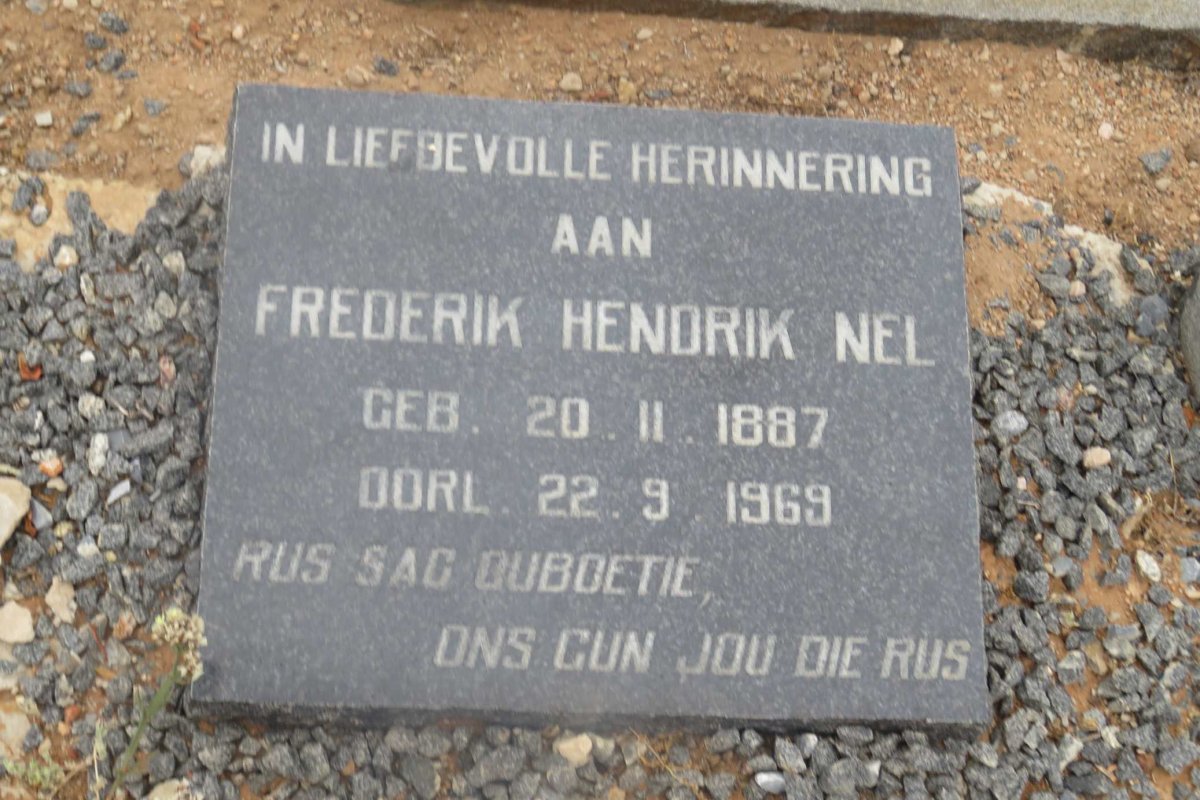 IN LIEFBEVOLLE HERINNERING
AAN
FREDERIK HENDRIK NEL
GEB. 20.11.1887
OORL. 22.9.1969
RUS SAG OUBOETIE,
ONS GUN JOU DIE RUS